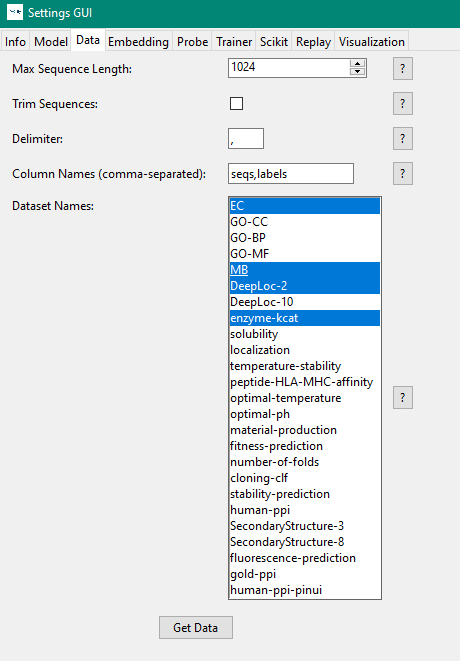 Settings GUI
Info Model Data Embedding Probe Trainer Scikit Replay Visualization
Max Sequence Length: 1024 ?
Trim Sequences: ?
Delimiter: , ?
Column Names (comma-separated): seqs,labels ?
Dataset Names: EC
GO-CC
GO-BP
GO-MF
MB
DeepLoc-2
DeepLoc-10
enzyme-kcat
solubility
localization
temperature-stability
peptide-HLA-MHC-affinity
optimal-temperature ?
optimal-ph
material-production
fitness-prediction
number-of-folds
cloning-clf
stability-prediction
human-ppi
SecondaryStructure-3
SecondaryStructure-8
fluorescence-prediction
gold-ppi
human-ppi-pinui
Get Data